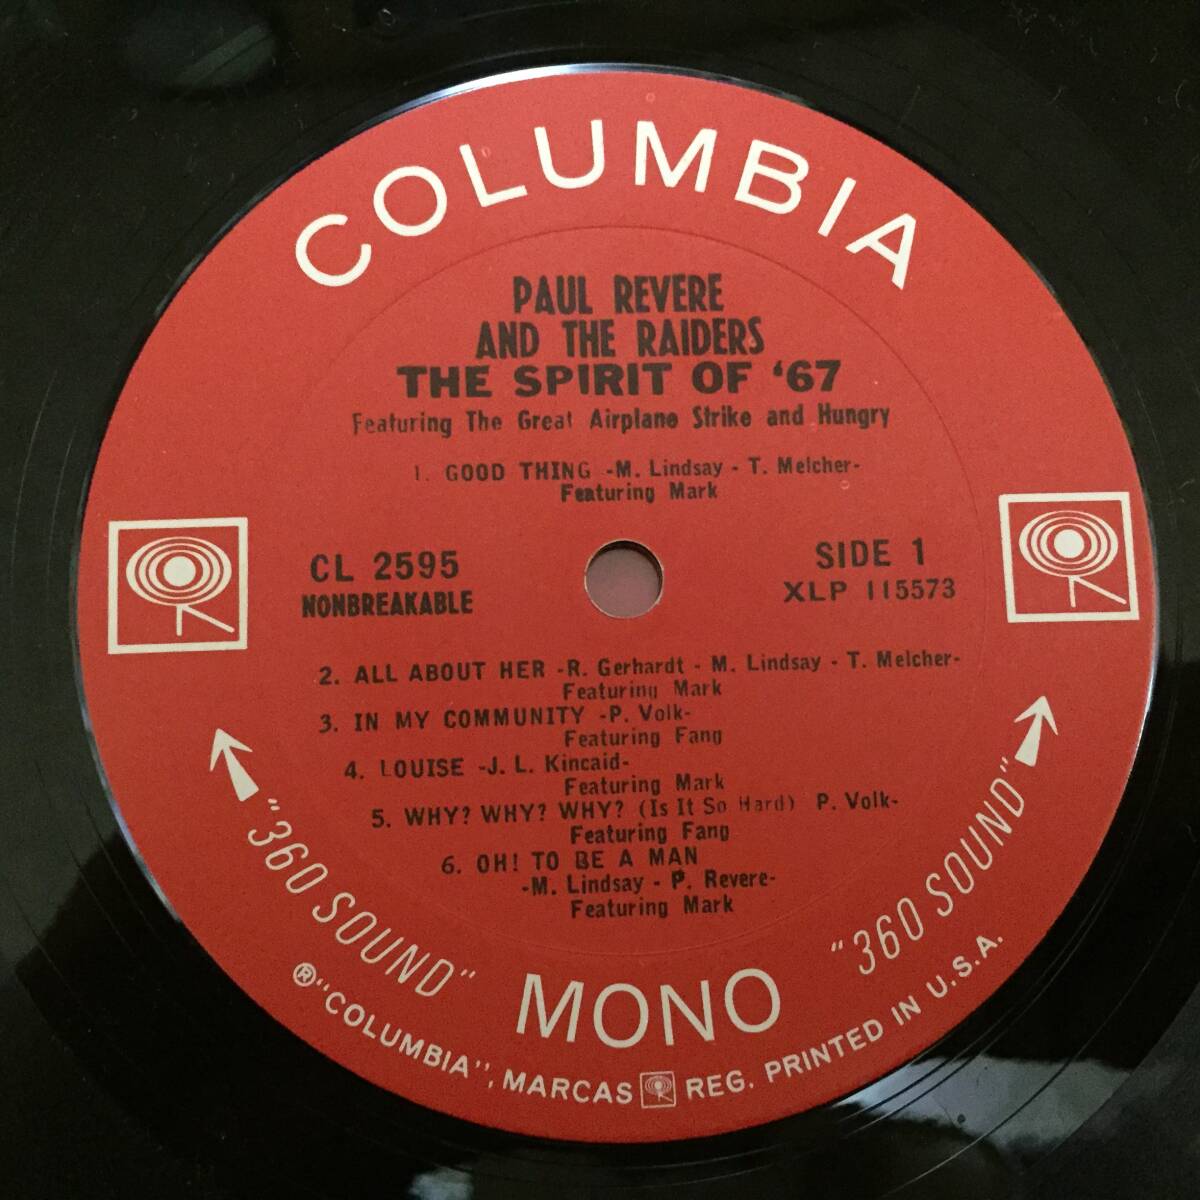 COLUMBIA
PAUL REVERE
AND THE RAIDERS
THE SPIRIT OF '67
Featuring The Great Airplane Strike and Hungry
1. GOOD THING -M. Lindsay - T. Melcher-
Featuring Mark
CL 2595
NONBREAKABLE
SIDE 1
XLP 115573
2. ALL ABOUT HER -R. Gerhardt - M. Lindsay - T. Melcher-
Featuring Mark
3. IN MY COMMUNITY -P. Volk-
Featuring Fang
4. LOUISE -J. L. Kincaid-
Featuring Mark
5. WHY? WHY? WHY? (Is It So Hard) P. Volk-
Featuring Fang
6. OH! TO BE A MAN
-M. Lindsay - P. Revere-
Featuring Mark
"360 SOUND"
MONO
"360 SOUND"
®"COLUMBIA", MARCAS REG. PRINTED IN U.S.A.